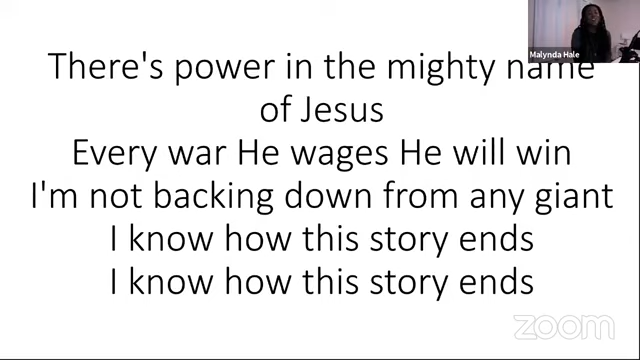 Malynda Hale
There's power in the mighty name
of Jesus
Every war He wages He will win
I'm not backing down from any giant
I know how this story ends
I know how this story ends
zoom